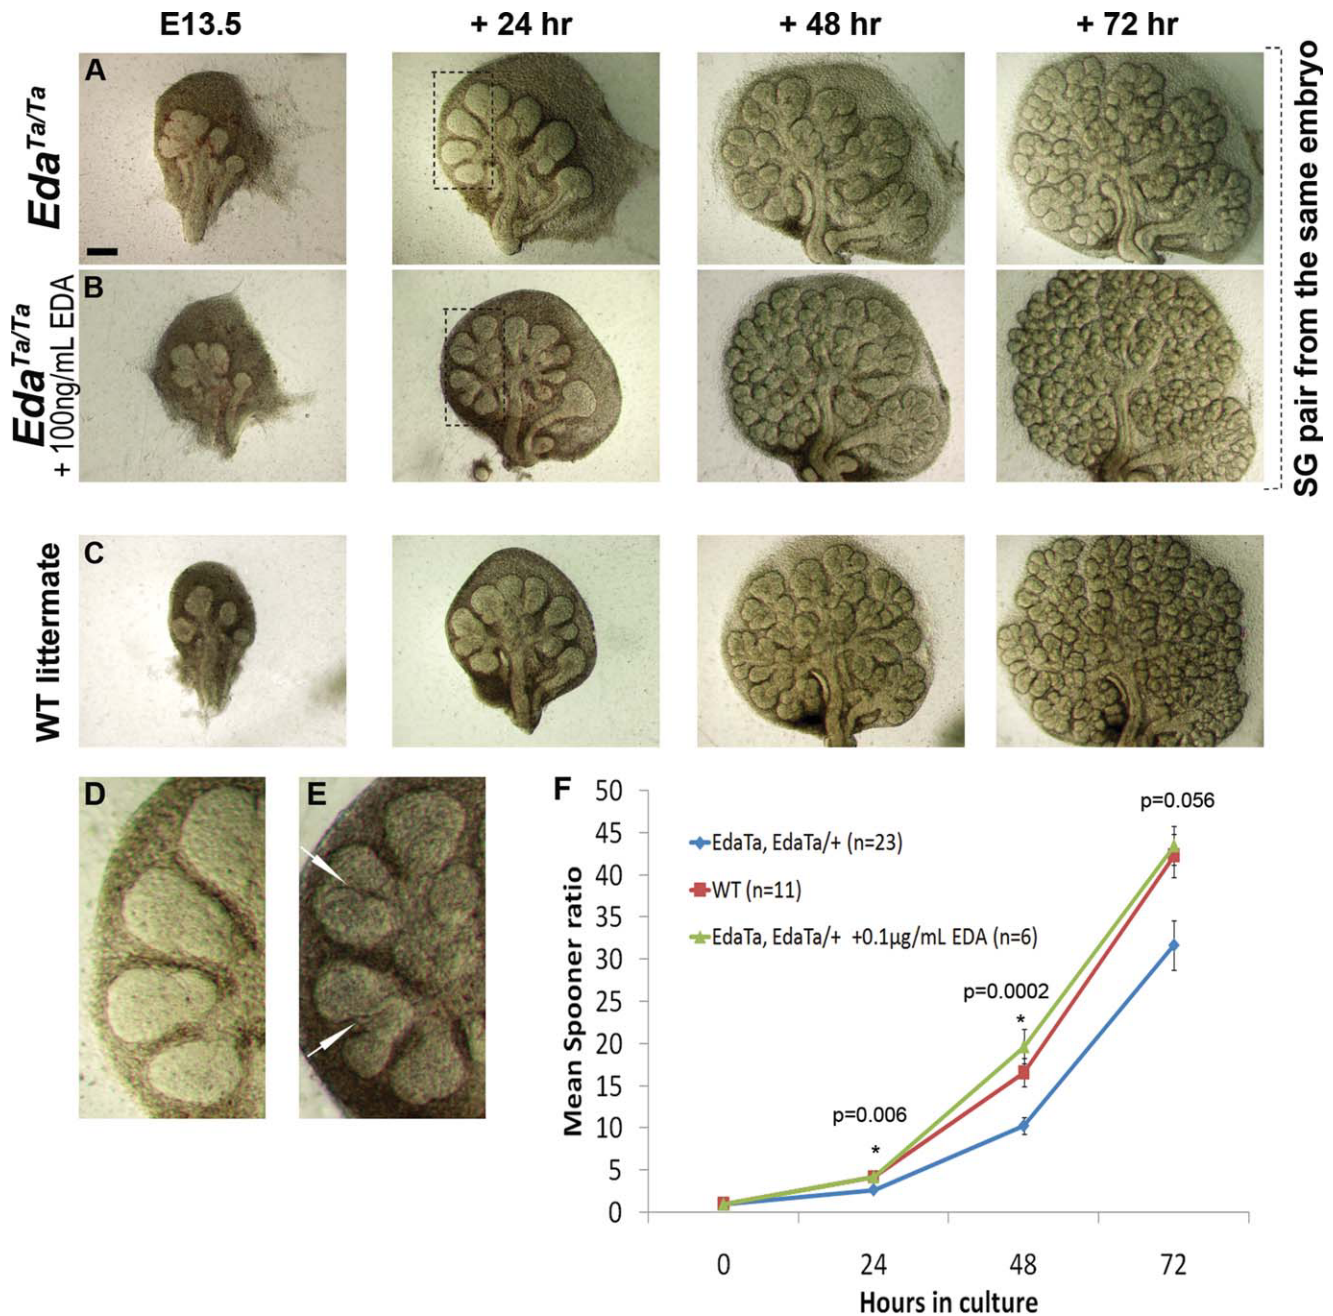 E13.5
+ 24 hr
+ 48 hr
+ 72 hr
A
Eda^Ta/Ta
B
Eda^Ta/Ta
+ 100ng/mL EDA
SG pair from the same embryo
C
WT littermate
D
E
F
50
45
40
35
30
25
20
15
10
5
0
Mean Spooner ratio
EdaTa, EdaTa/+ (n=23)
WT (n=11)
EdaTa, EdaTa/+ +0.1µg/mL EDA (n=6)
p=0.056
p=0.0002
*
p=0.006
*
0
24
48
72
Hours in culture